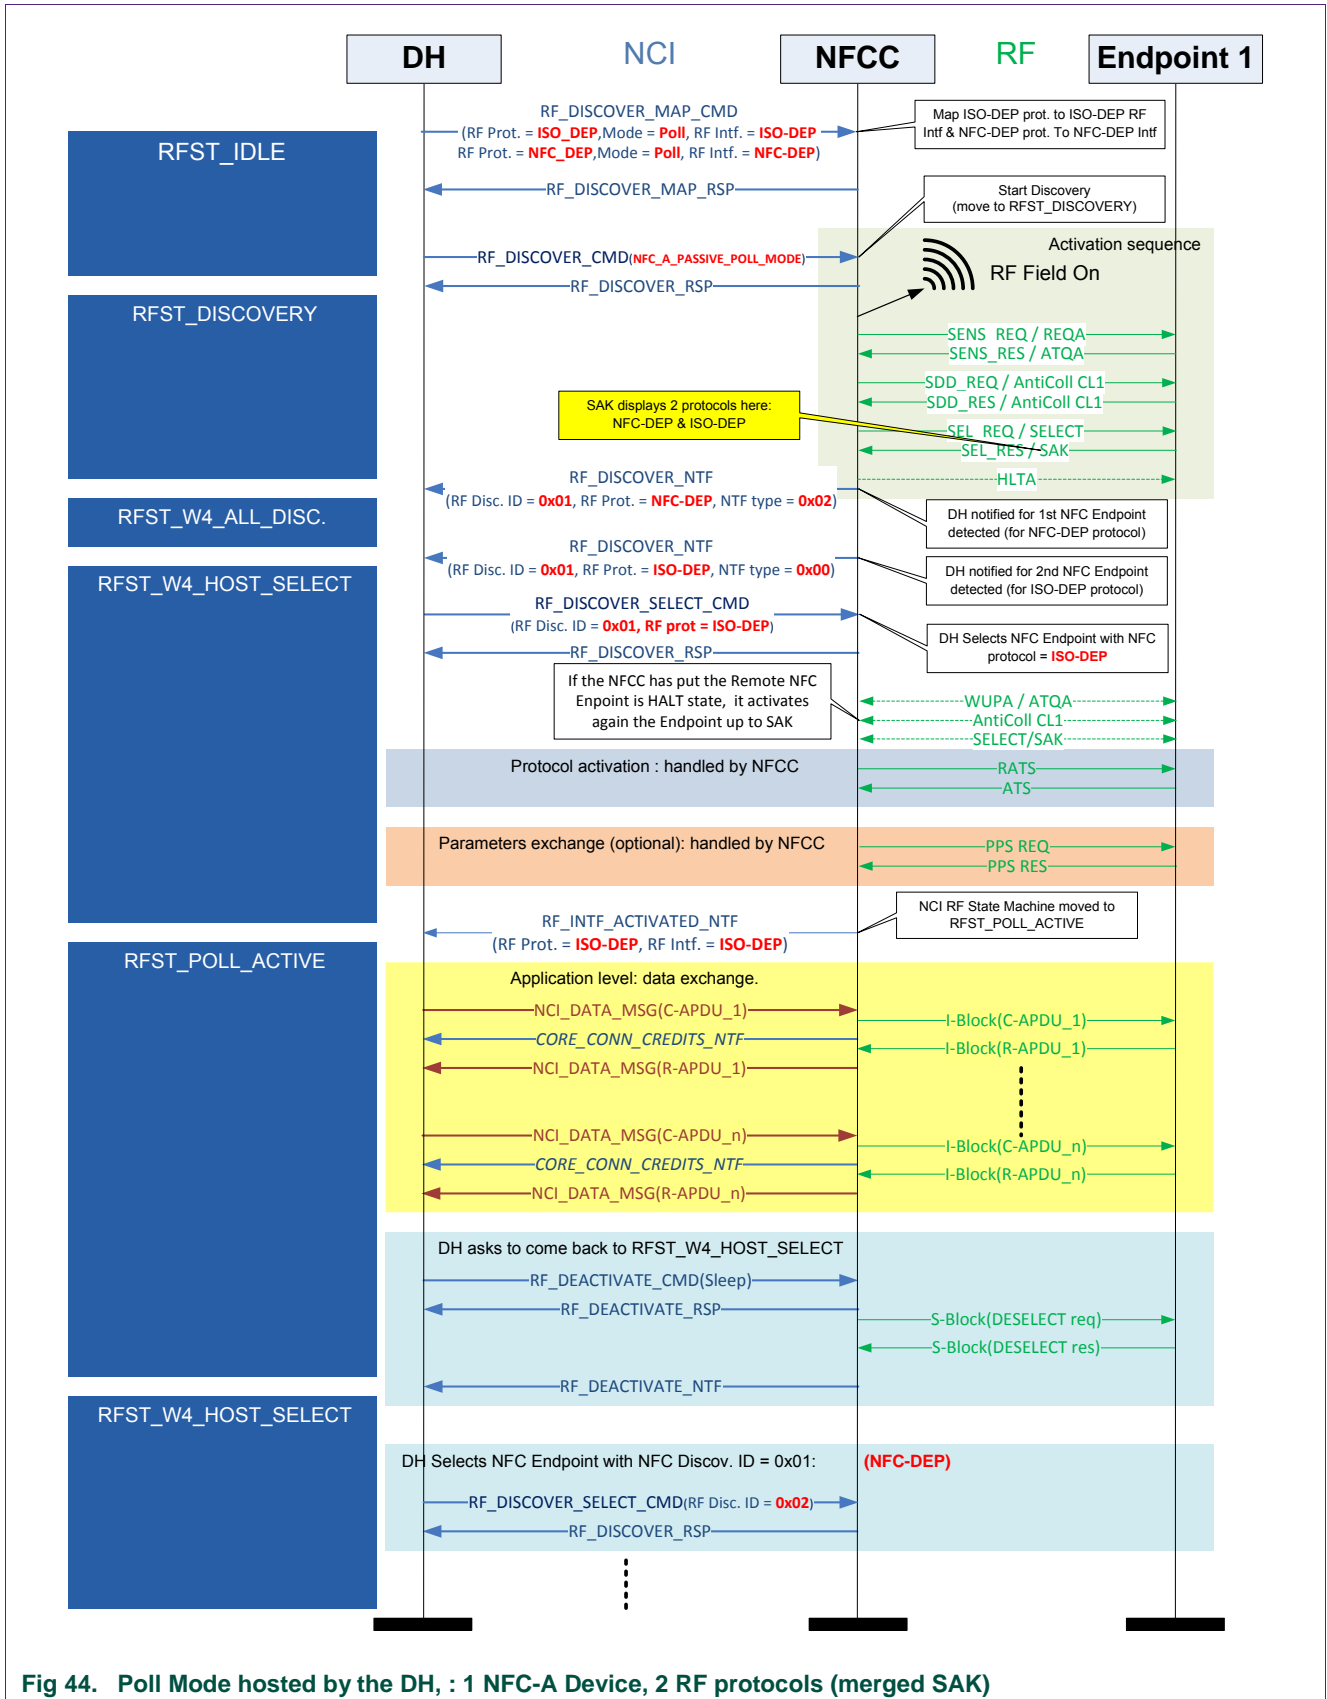 DH
NCI
NFCC
RF
Endpoint 1
RFST_IDLE
RF_DISCOVER_MAP_CMD
(RF Prot. = ISO_DEP,Mode = Poll, RF Intf. = ISO-DEP
RF Prot. = NFC_DEP,Mode = Poll, RF Intf. = NFC-DEP)
Map ISO-DEP prot. to ISO-DEP RF
Intf & NFC-DEP prot. To NFC-DEP Intf
RF_DISCOVER_MAP_RSP
Start Discovery
(move to RFST_DISCOVERY)
RF_DISCOVER_CMD(NFC_A_PASSIVE_POLL_MODE)
Activation sequence
RF Field On
RF_DISCOVER_RSP
RFST_DISCOVERY
SENS_REQ / REQA
SENS_RES / ATQA
SDD_REQ / AntiColl CL1
SDD_RES / AntiColl CL1
SAK displays 2 protocols here:
NFC-DEP & ISO-DEP
SEL_REQ / SELECT
SEL_RES / SAK
HLTA
RF_DISCOVER_NTF
(RF Disc. ID = 0x01, RF Prot. = NFC-DEP, NTF type = 0x02)
DH notified for 1st NFC Endpoint
detected (for NFC-DEP protocol)
RFST_W4_ALL_DISC.
RF_DISCOVER_NTF
(RF Disc. ID = 0x01, RF Prot. = ISO-DEP, NTF type = 0x00)
DH notified for 2nd NFC Endpoint
detected (for ISO-DEP protocol)
RFST_W4_HOST_SELECT
RF_DISCOVER_SELECT_CMD
(RF Disc. ID = 0x01, RF prot = ISO-DEP)
DH Selects NFC Endpoint with NFC
protocol = ISO-DEP
RF_DISCOVER_RSP
If the NFCC has put the Remote NFC
Enpoint is HALT state, it activates
again the Endpoint up to SAK
WUPA / ATQA
AntiColl CL1
SELECT/SAK
Protocol activation : handled by NFCC
RATS
ATS
Parameters exchange (optional): handled by NFCC
PPS REQ
PPS RES
RF_INTF_ACTIVATED_NTF
(RF Prot. = ISO-DEP, RF Intf. = ISO-DEP)
NCI RF State Machine moved to
RFST_POLL_ACTIVE
RFST_POLL_ACTIVE
Application level: data exchange.
NCI_DATA_MSG(C-APDU_1)
I-Block(C-APDU_1)
CORE_CONN_CREDITS_NTF
I-Block(R-APDU_1)
NCI_DATA_MSG(R-APDU_1)
NCI_DATA_MSG(C-APDU_n)
I-Block(C-APDU_n)
CORE_CONN_CREDITS_NTF
I-Block(R-APDU_n)
NCI_DATA_MSG(R-APDU_n)
DH asks to come back to RFST_W4_HOST_SELECT
RF_DEACTIVATE_CMD(Sleep)
RF_DEACTIVATE_RSP
S-Block(DESELECT req)
S-Block(DESELECT res)
RF_DEACTIVATE_NTF
RFST_W4_HOST_SELECT
DH Selects NFC Endpoint with NFC Discov. ID = 0x01: (NFC-DEP)
RF_DISCOVER_SELECT_CMD(RF Disc. ID = 0x02)
RF_DISCOVER_RSP
Fig 44. Poll Mode hosted by the DH, : 1 NFC-A Device, 2 RF protocols (merged SAK)